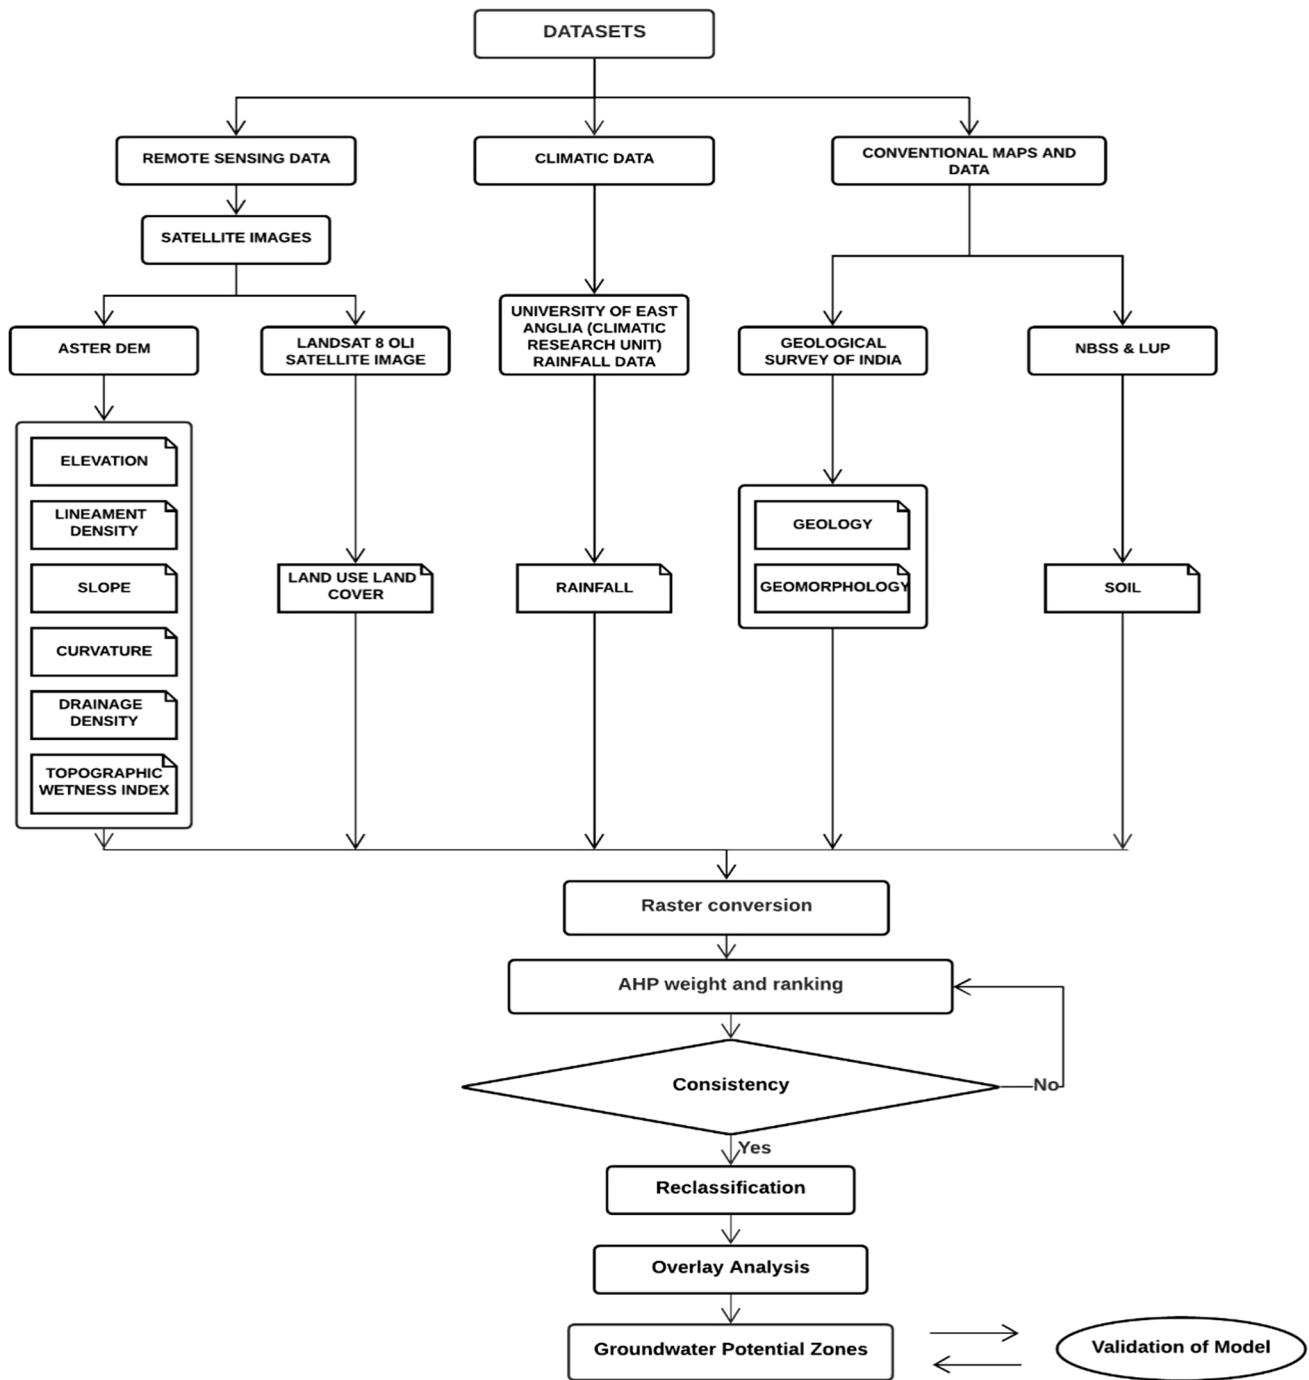 DATASETS
REMOTE SENSING DATA
CLIMATIC DATA
CONVENTIONAL MAPS AND
DATA
SATELLITE IMAGES
ASTER DEM
LANDSAT 8 OLI
SATELLITE IMAGE
UNIVERSITY OF EAST
ANGLIA (CLIMATIC
RESEARCH UNIT)
RAINFALL DATA
GEOLOGICAL
SURVEY OF INDIA
NBSS & LUP
ELEVATION
LINEAMENT
DENSITY
SLOPE
CURVATURE
DRAINAGE
DENSITY
TOPOGRAPHIC
WETNESS INDEX
LAND USE LAND
COVER
RAINFALL
GEOLOGY
GEOMORPHOLOGY
SOIL
Raster conversion
AHP weight and ranking
Consistency
No
Yes
Reclassification
Overlay Analysis
Groundwater Potential Zones
Validation of Model